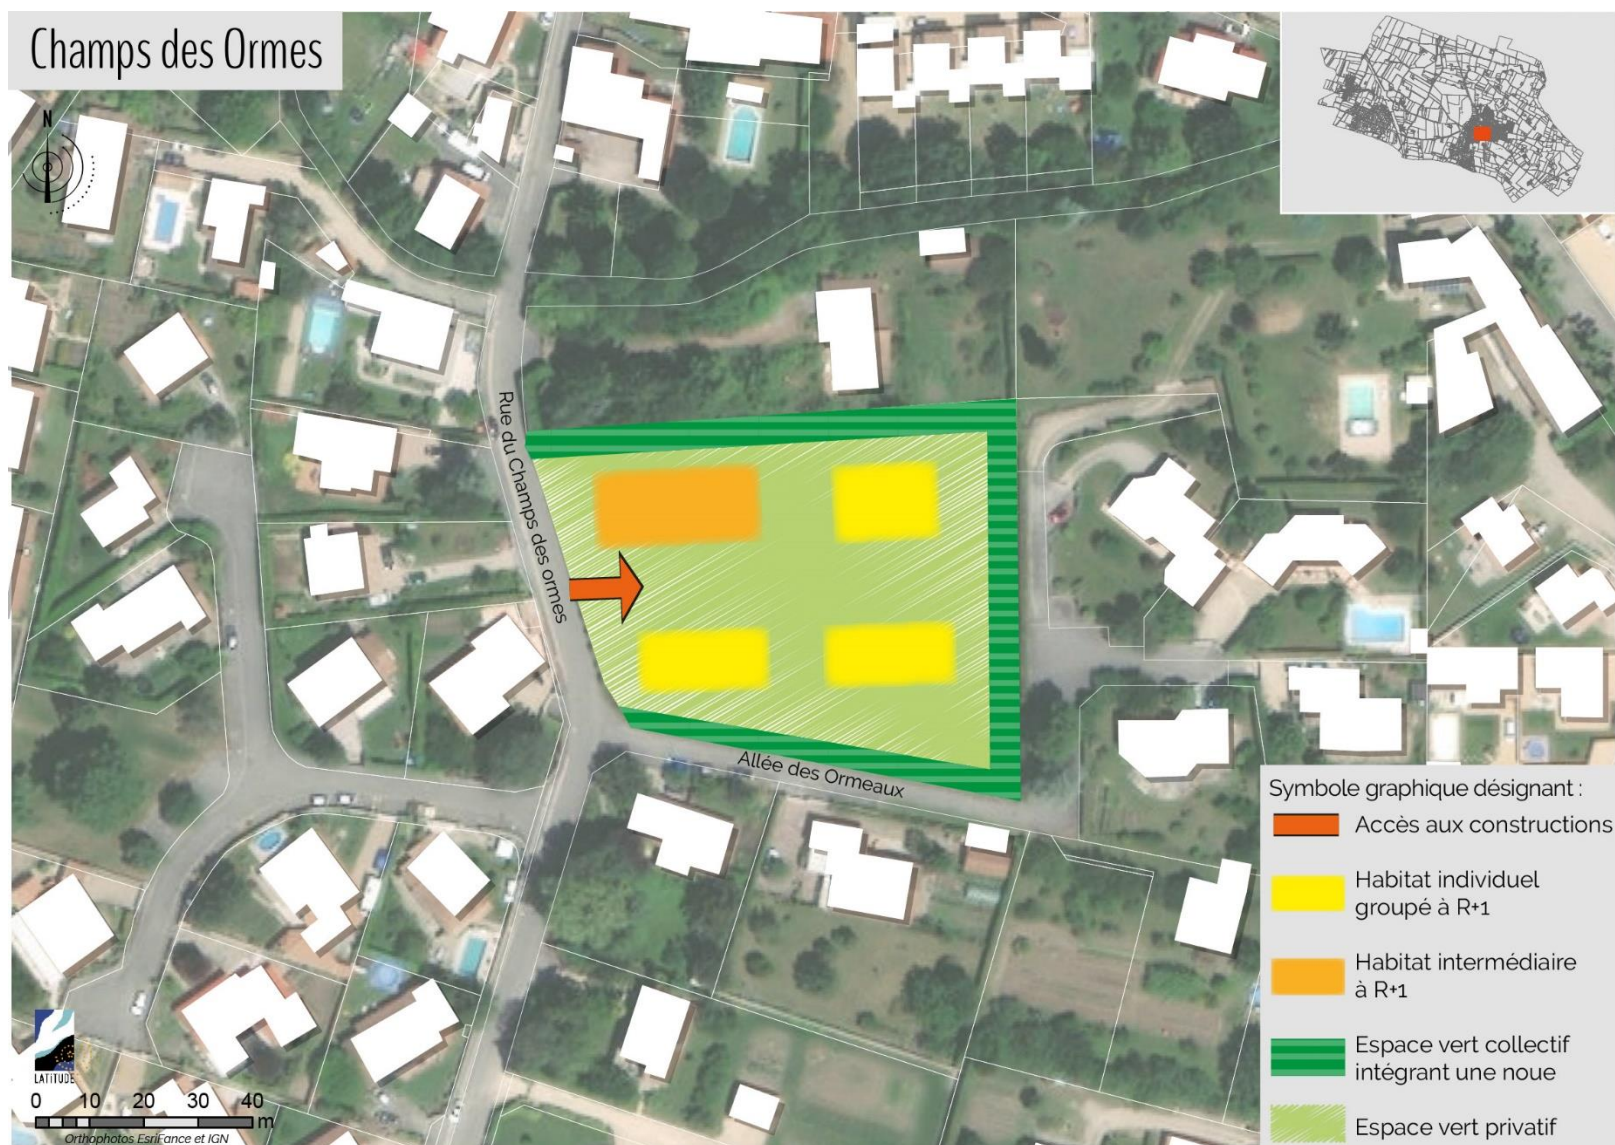 Champs des Ormes
N
Rue du Champs des ormes
Allée des Ormeaux
Symbole graphique désignant :
Accès aux constructions
Habitat individuel
groupé à R+1
Habitat intermédiaire
à R+1
Espace vert collectif
intégrant une noue
Espace vert privatif
LATITUDE
0 10 20 30 40
m
Orthophotos EsriFance et IGN